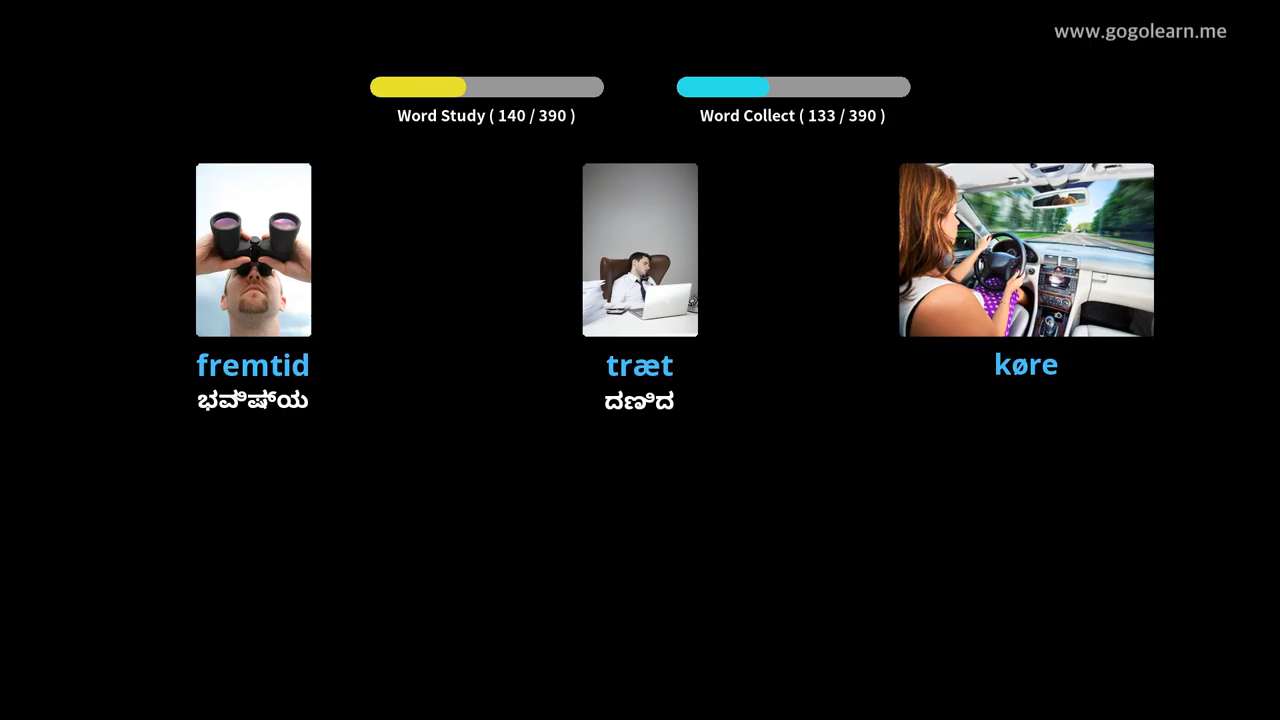 www.gogolearn.me
Word Study ( 140 / 390 )
Word Collect ( 133 / 390 )
fremtid
træt
køre
ಭವಿಷ್ಯ
ದಣಿದ